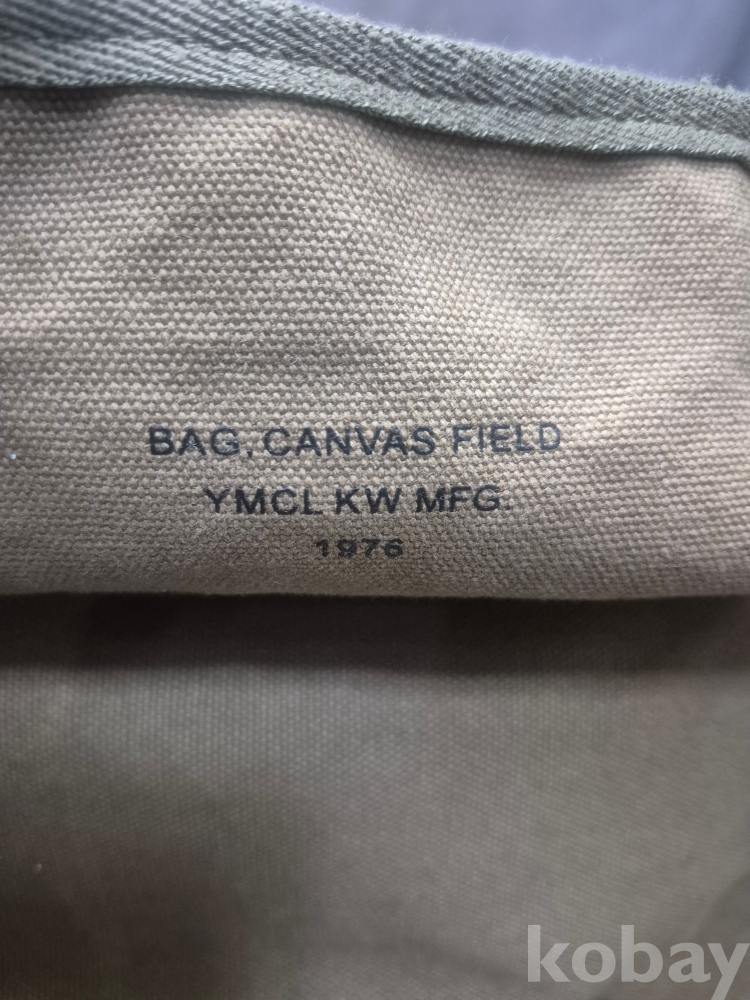 BAG, CANVAS FIELD
YMCL KW MFG.
1976
kobay